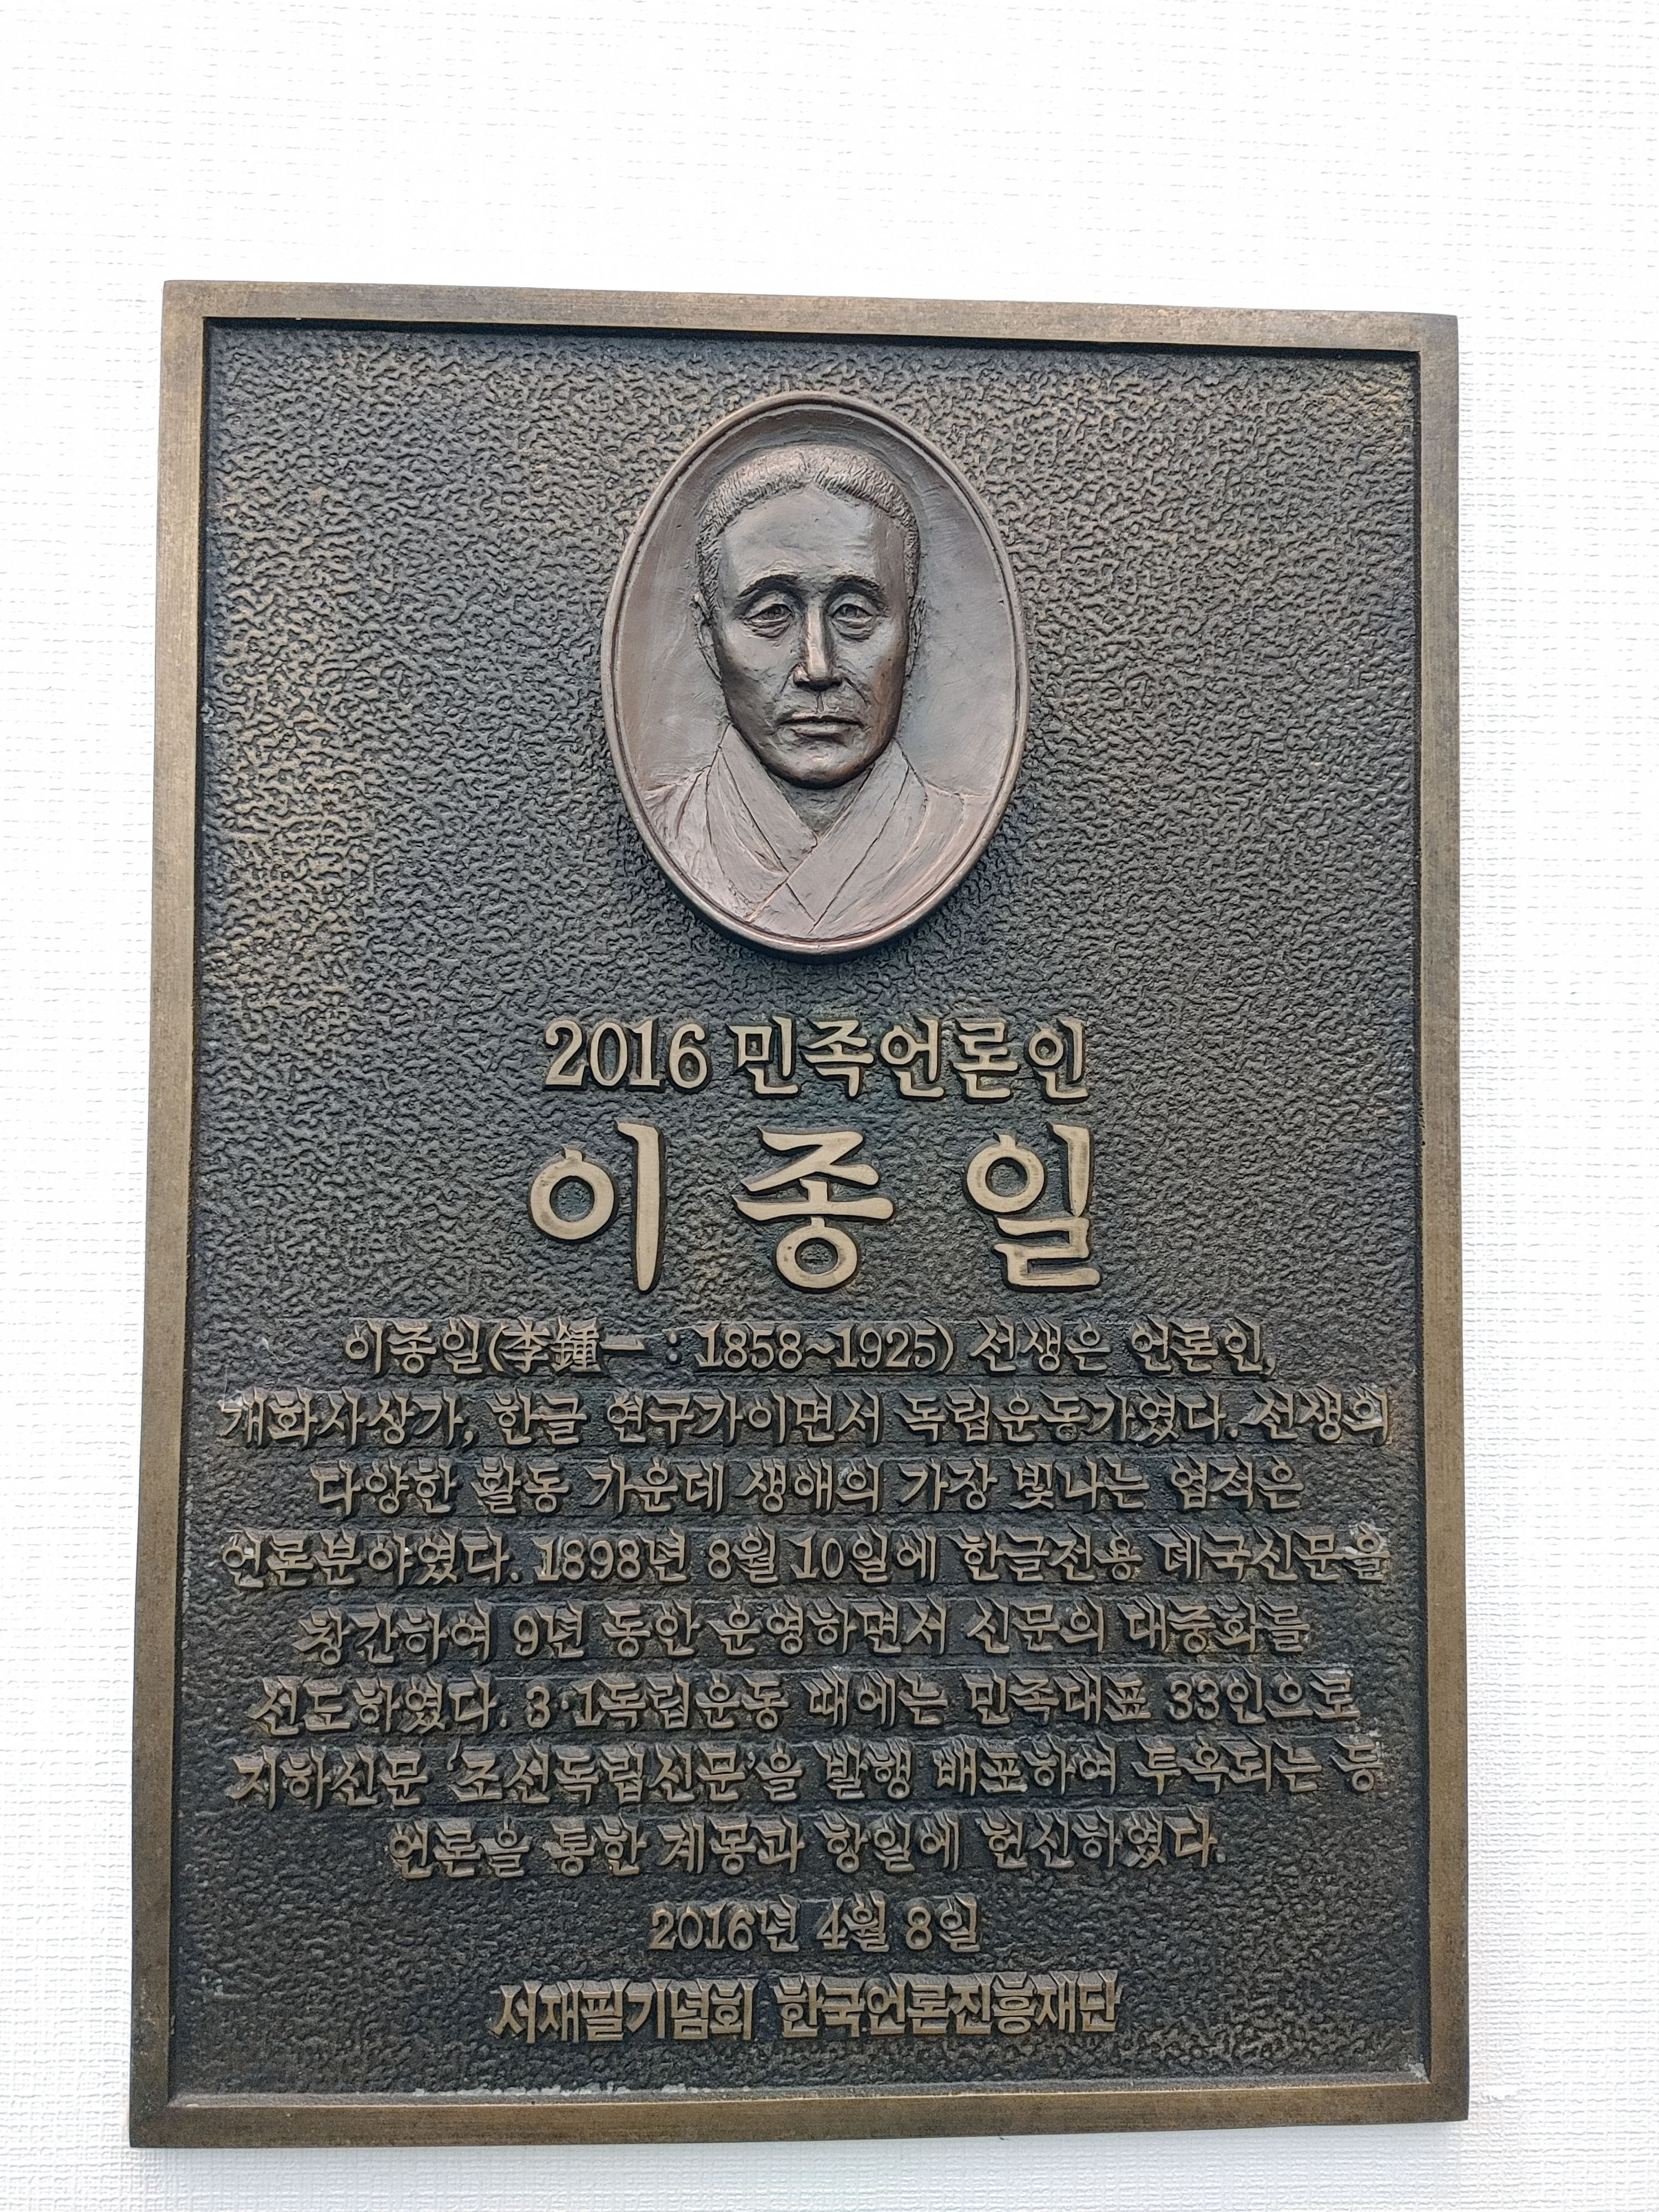 2016 민족언론인
이종일
이종일(李鍾一 : 1858~1925) 선생은 언론인,
개화사상가, 한글 연구가이면서 독립운동가였다. 선생의
다양한 활동 가운데 생애의 가장 빛나는 업적은
언론분야였다. 1898년 8월 10일에 한글전용 뎨국신문을
창간하여 9년 동안 운영하면서 신문의 대중화를
선도하였다. 3·1독립운동 때에는 민족대표 33인으로
지하신문 '조선독립신문'을 발행 배포하여 투옥되는 등
언론을 통한 계몽과 항일에 헌신하였다.
2016년 4월 8일
서재필기념회 한국언론진흥재단